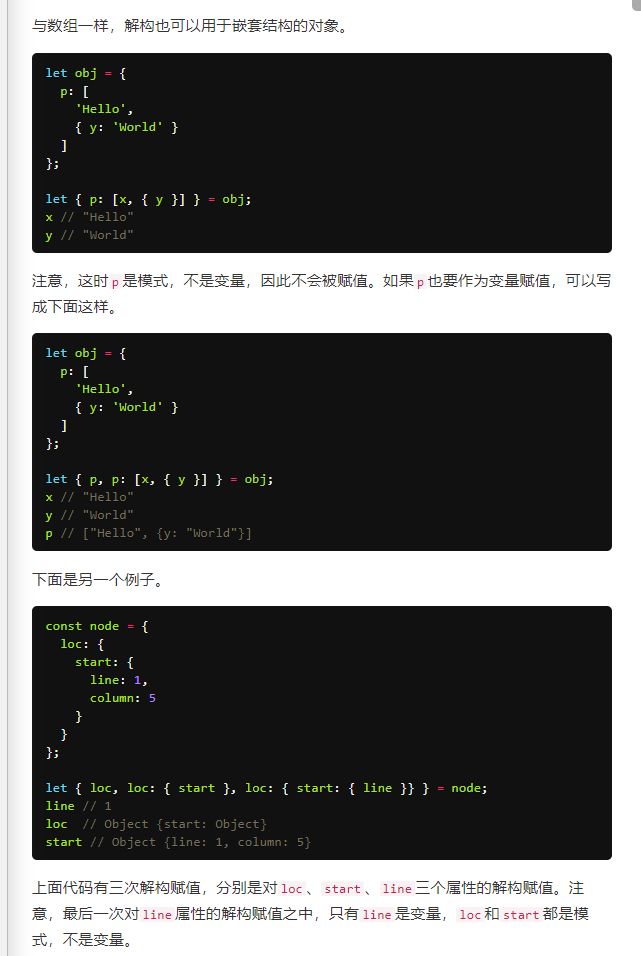 与数组一样，解构也可以用于嵌套结构的对象。
let obj = {
  p: [
    'Hello',
    { y: 'World' }
  ]
};

let { p: [x, { y }] } = obj;
x // "Hello"
y // "World"
注意，这时p是模式，不是变量，因此不会被赋值。如果p也要作为变量赋值，可以写
成下面这样。
let obj = {
  p: [
    'Hello',
    { y: 'World' }
  ]
};

let { p, p: [x, { y }] } = obj;
x // "Hello"
y // "World"
p // ["Hello", {y: "World"}]
下面是另一个例子。
const node = {
  loc: {
    start: {
      line: 1,
      column: 5
    }
  }
};

let { loc, loc: { start }, loc: { start: { line }} } = node;
line // 1
loc  // Object {start: Object}
start // Object {line: 1, column: 5}
上面代码有三次解构赋值，分别是对loc、start、line三个属性的解构赋值。注
意，最后一次对line属性的解构赋值之中，只有line是变量，loc和start都是模
式，不是变量。